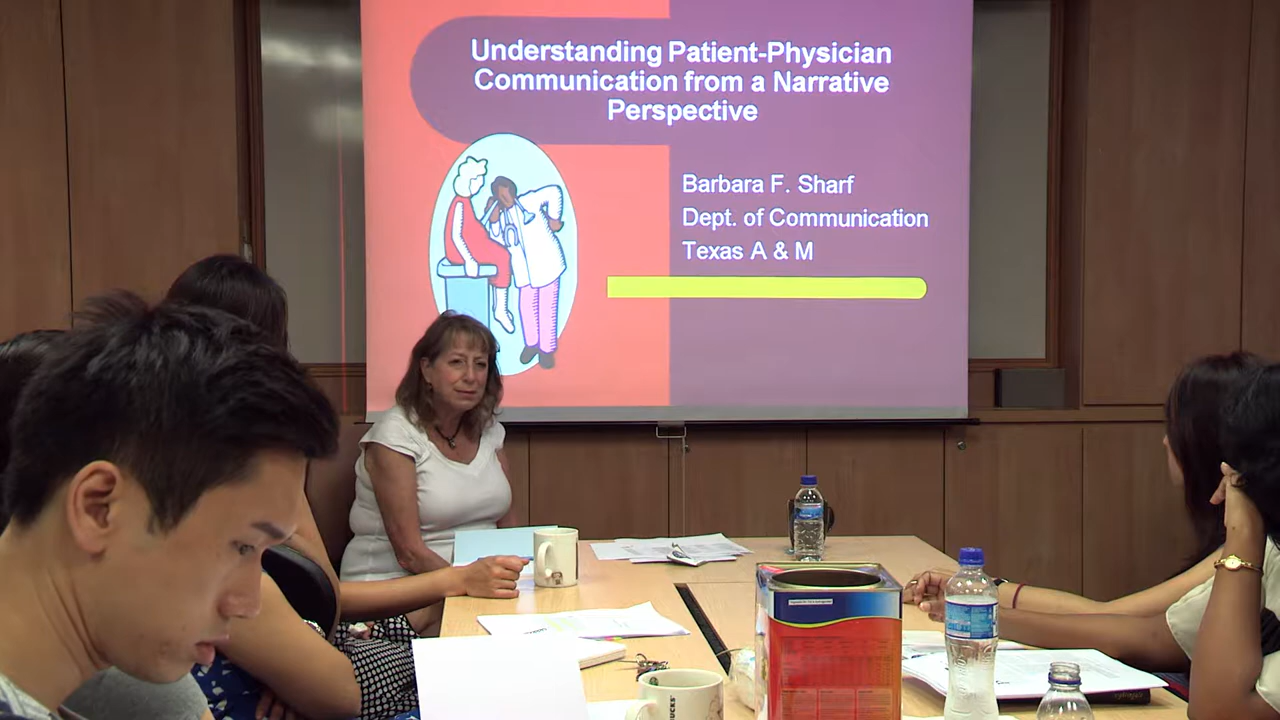 Understanding Patient-Physician
Communication from a Narrative
Perspective
Barbara F. Sharf
Dept. of Communication
Texas A & M